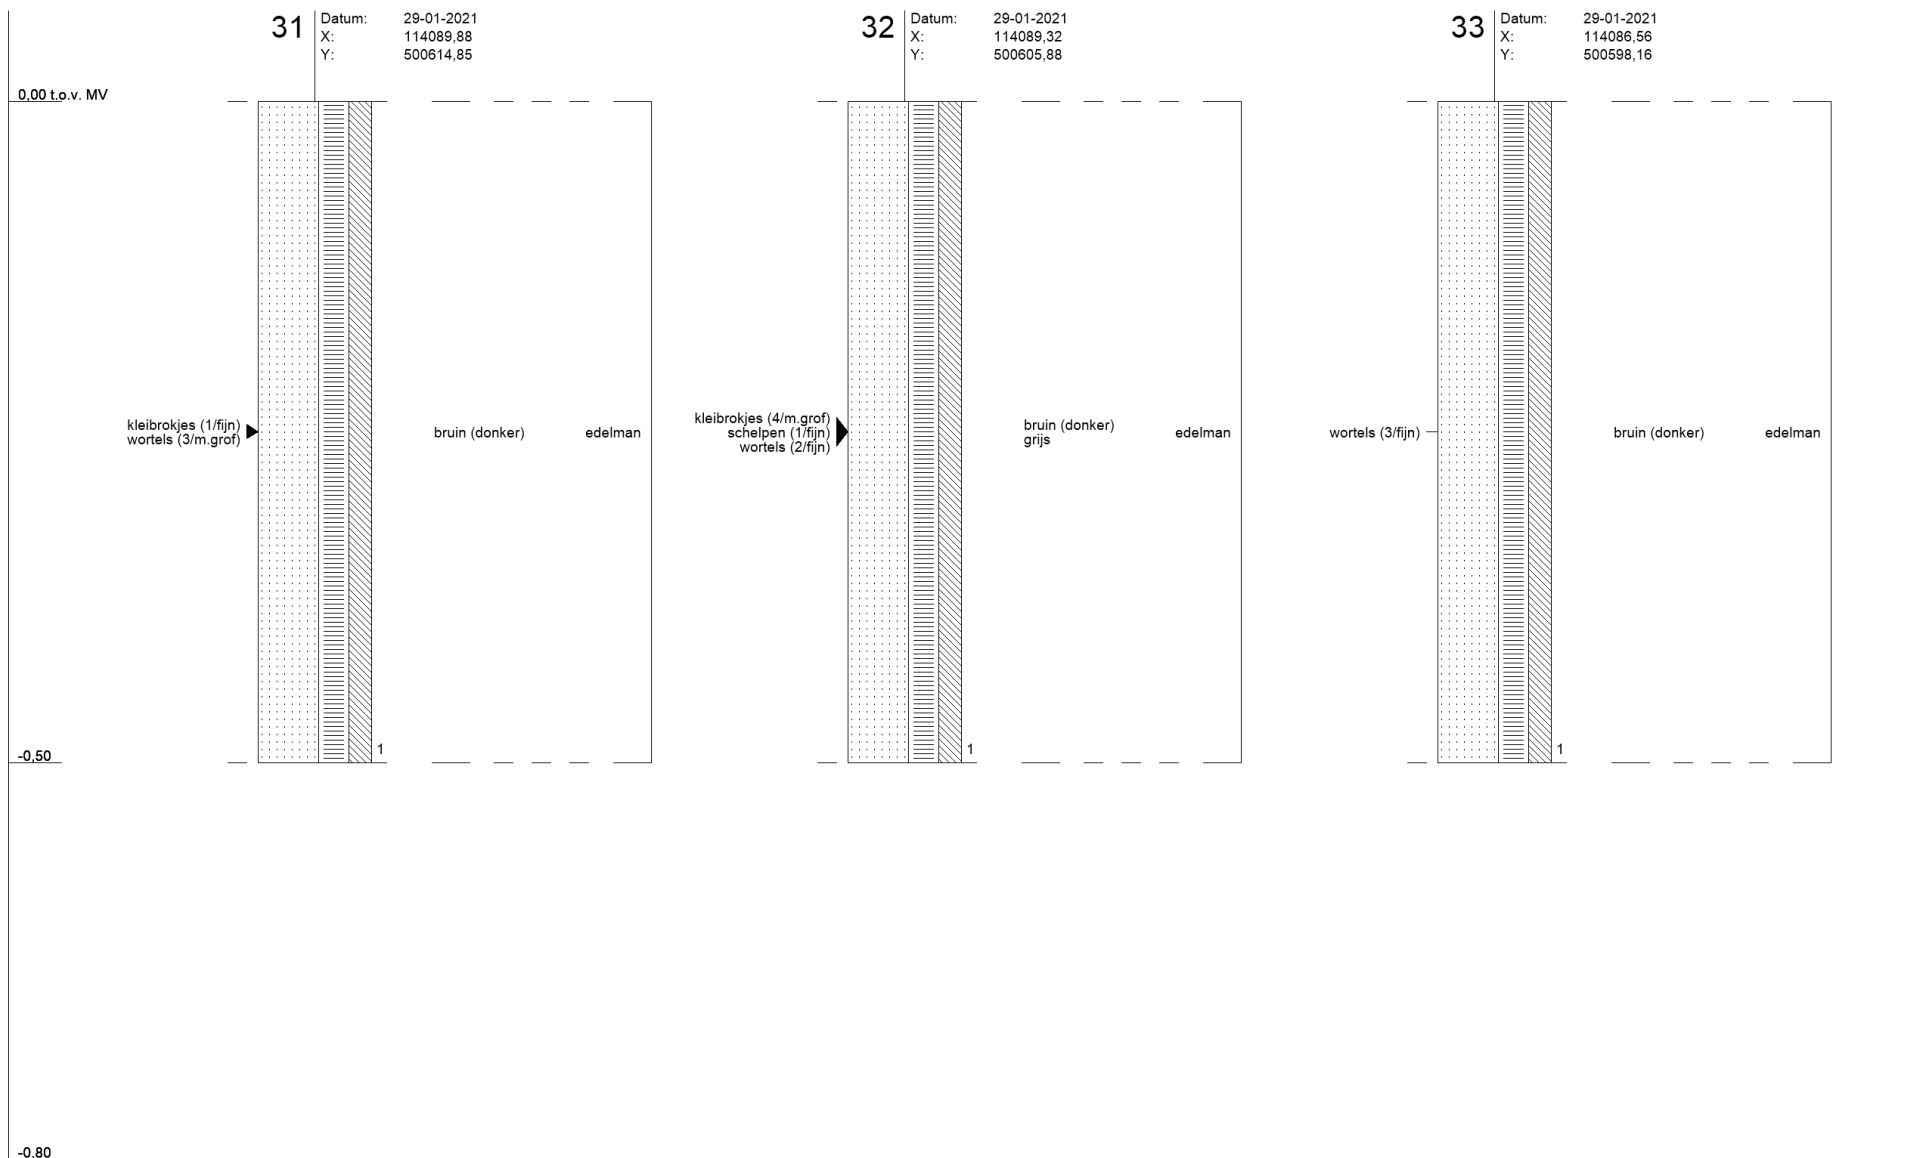 31
Datum: 29-01-2021
X: 114089,88
Y: 500614,85
32
Datum: 29-01-2021
X: 114089,32
Y: 500605,88
33
Datum: 29-01-2021
X: 114086,56
Y: 500598,16
0,00 t.o.v. MV
kleibrokjes (1/fijn)
wortels (3/m.grof)
bruin (donker)
edelman
1
kleibrokjes (4/m.grof)
schelpen (1/fijn)
wortels (2/fijn)
bruin (donker)
grijs
edelman
1
wortels (3/fijn)
bruin (donker)
edelman
1
-0,50
-0,80